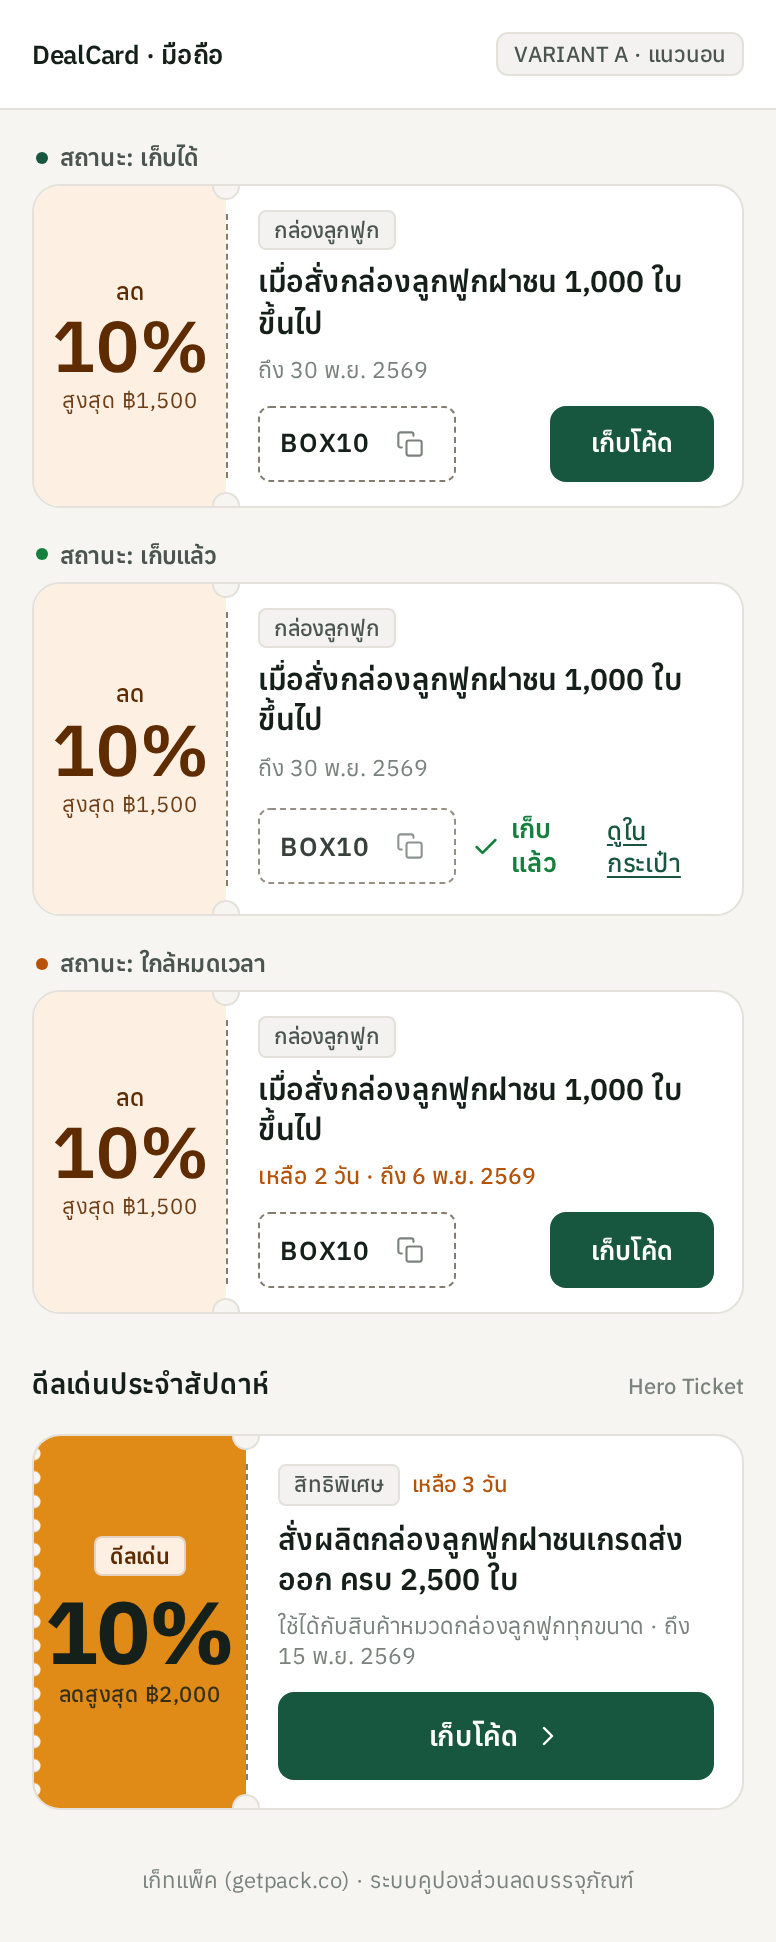 DealCard · มือถือ
VARIANT A · แนวนอน
สถานะ: เก็บได้
ลด
10%
สูงสุด ฿1,500
กล่องลูกฟูก
เมื่อสั่งกล่องลูกฟูกฝาชน 1,000 ใบ
ขึ้นไป
ถึง 30 พ.ย. 2569
BOX10
เก็บโค้ด
สถานะ: เก็บแล้ว
ลด
10%
สูงสุด ฿1,500
กล่องลูกฟูก
เมื่อสั่งกล่องลูกฟูกฝาชน 1,000 ใบ
ขึ้นไป
ถึง 30 พ.ย. 2569
BOX10
เก็บ
แล้ว
ดูใน
กระเป๋า
สถานะ: ใกล้หมดเวลา
ลด
10%
สูงสุด ฿1,500
กล่องลูกฟูก
เมื่อสั่งกล่องลูกฟูกฝาชน 1,000 ใบ
ขึ้นไป
เหลือ 2 วัน · ถึง 6 พ.ย. 2569
BOX10
เก็บโค้ด
ดีลเด่นประจำสัปดาห์
Hero Ticket
ดีลเด่น
10%
ลดสูงสุด ฿2,000
สิทธิพิเศษ
เหลือ 3 วัน
สั่งผลิตกล่องลูกฟูกฝาชนเกรดส่ง
ออก ครบ 2,500 ใบ
ใช้ได้กับสินค้าหมวดกล่องลูกฟูกทุกขนาด · ถึง
15 พ.ย. 2569
เก็บโค้ด
เก็ทแพ็ค (getpack.co) · ระบบคูปองส่วนลดบรรจุภัณฑ์